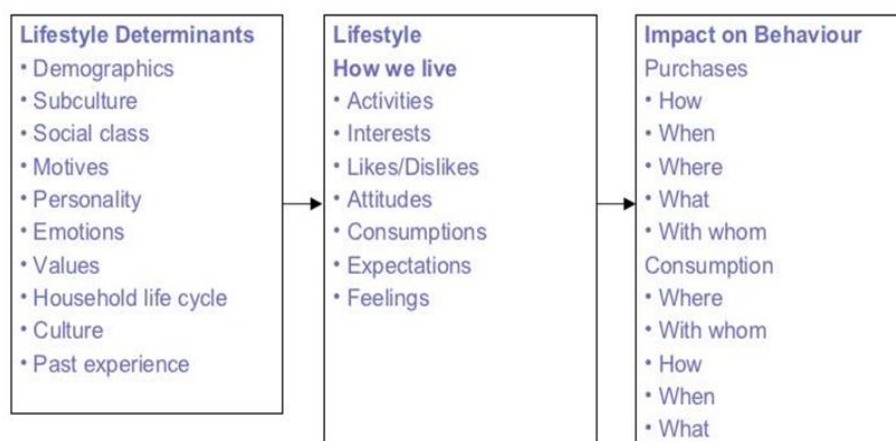 Lifestyle Determinants
• Demographics
• Subculture
• Social class
• Motives
• Personality
• Emotions
• Values
• Household life cycle
• Culture
• Past experience
Lifestyle
How we live
• Activities
• Interests
• Likes/Dislikes
• Attitudes
• Consumptions
• Expectations
• Feelings
Impact on Behaviour
Purchases
• How
• When
• Where
• What
• With whom
Consumption
• Where
• With whom
• How
• When
• What